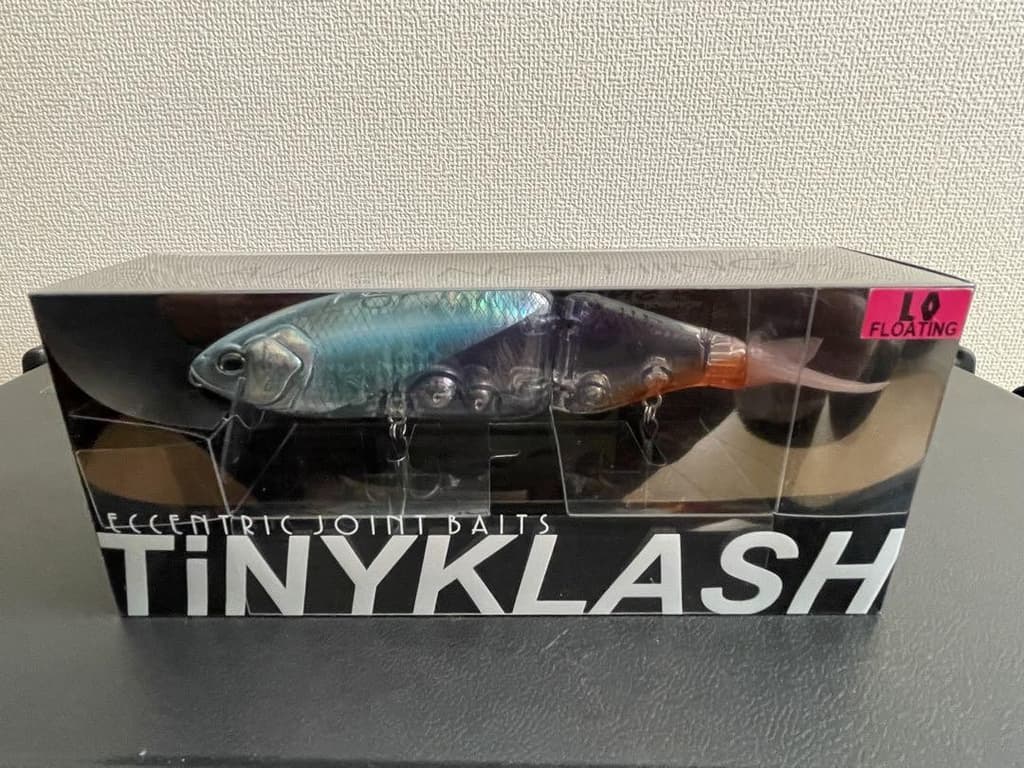 LO
FLOATING
ECCENTRIC JOINT BAITS
TiNYKLASH